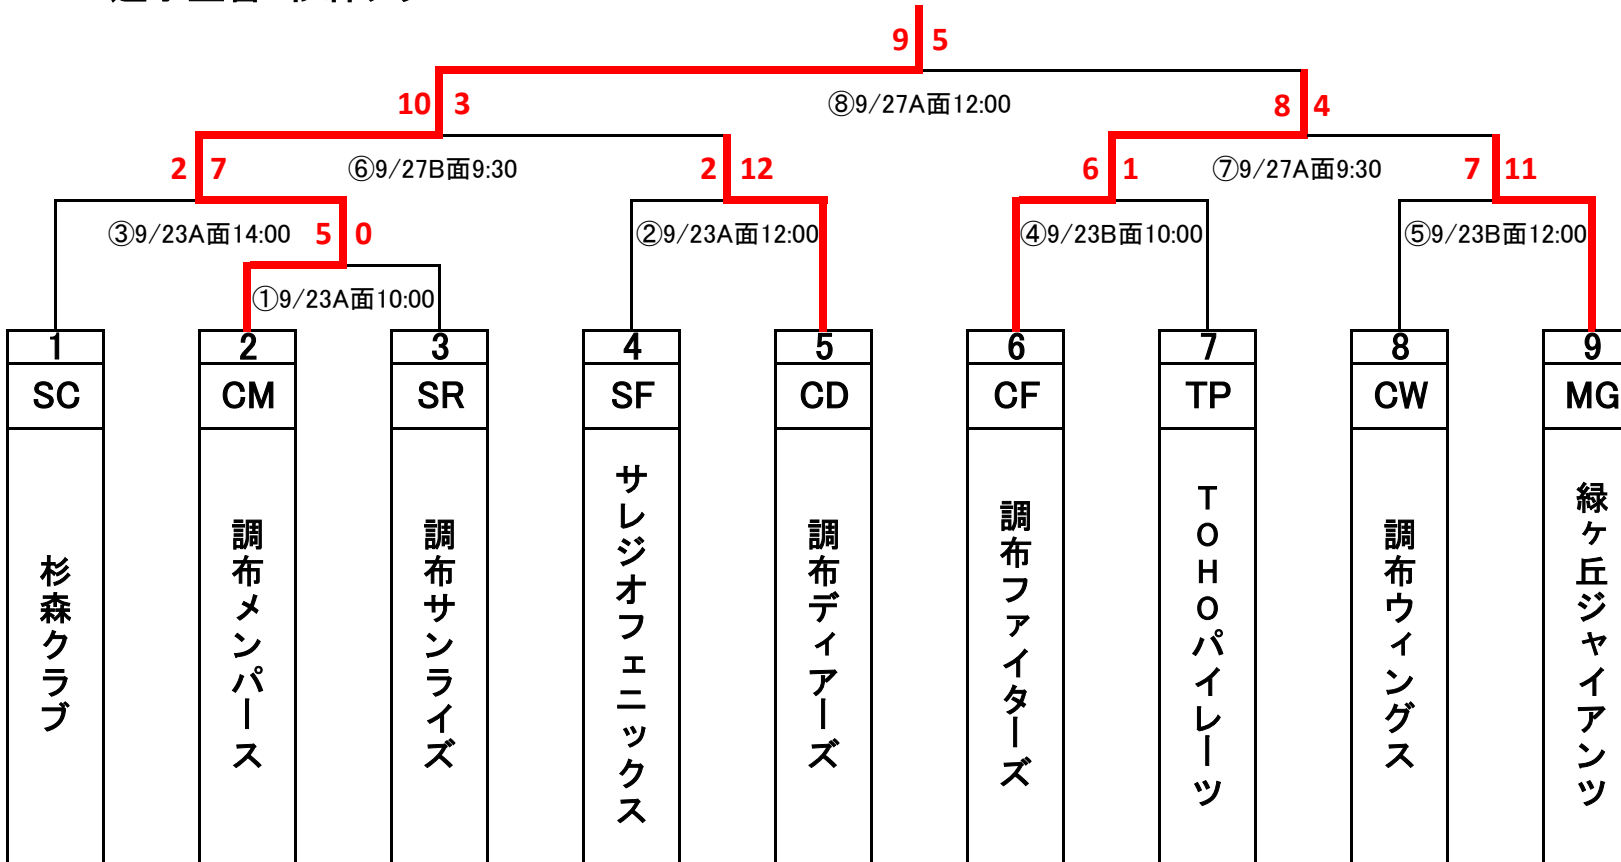 9 5
10 3
⑧9/27A面12:00
8 4
2 7
⑥9/27B面9:30
2 12
6 1
⑦9/27A面9:30
7 11
③9/23A面14:00
5 0
②9/23A面12:00
④9/23B面10:00
⑤9/23B面12:00
①9/23A面10:00
1 2 3 4 5 6 7 8 9
SC CM SR SF CD CF TP CW MG
杉森クラブ
調布メンパース
調布サンライズ
サレジオフェニックス
調布ディアーズ
調布ファイターズ
TOHOパイレーツ
調布ウィングス
緑ヶ丘ジャイアンツ